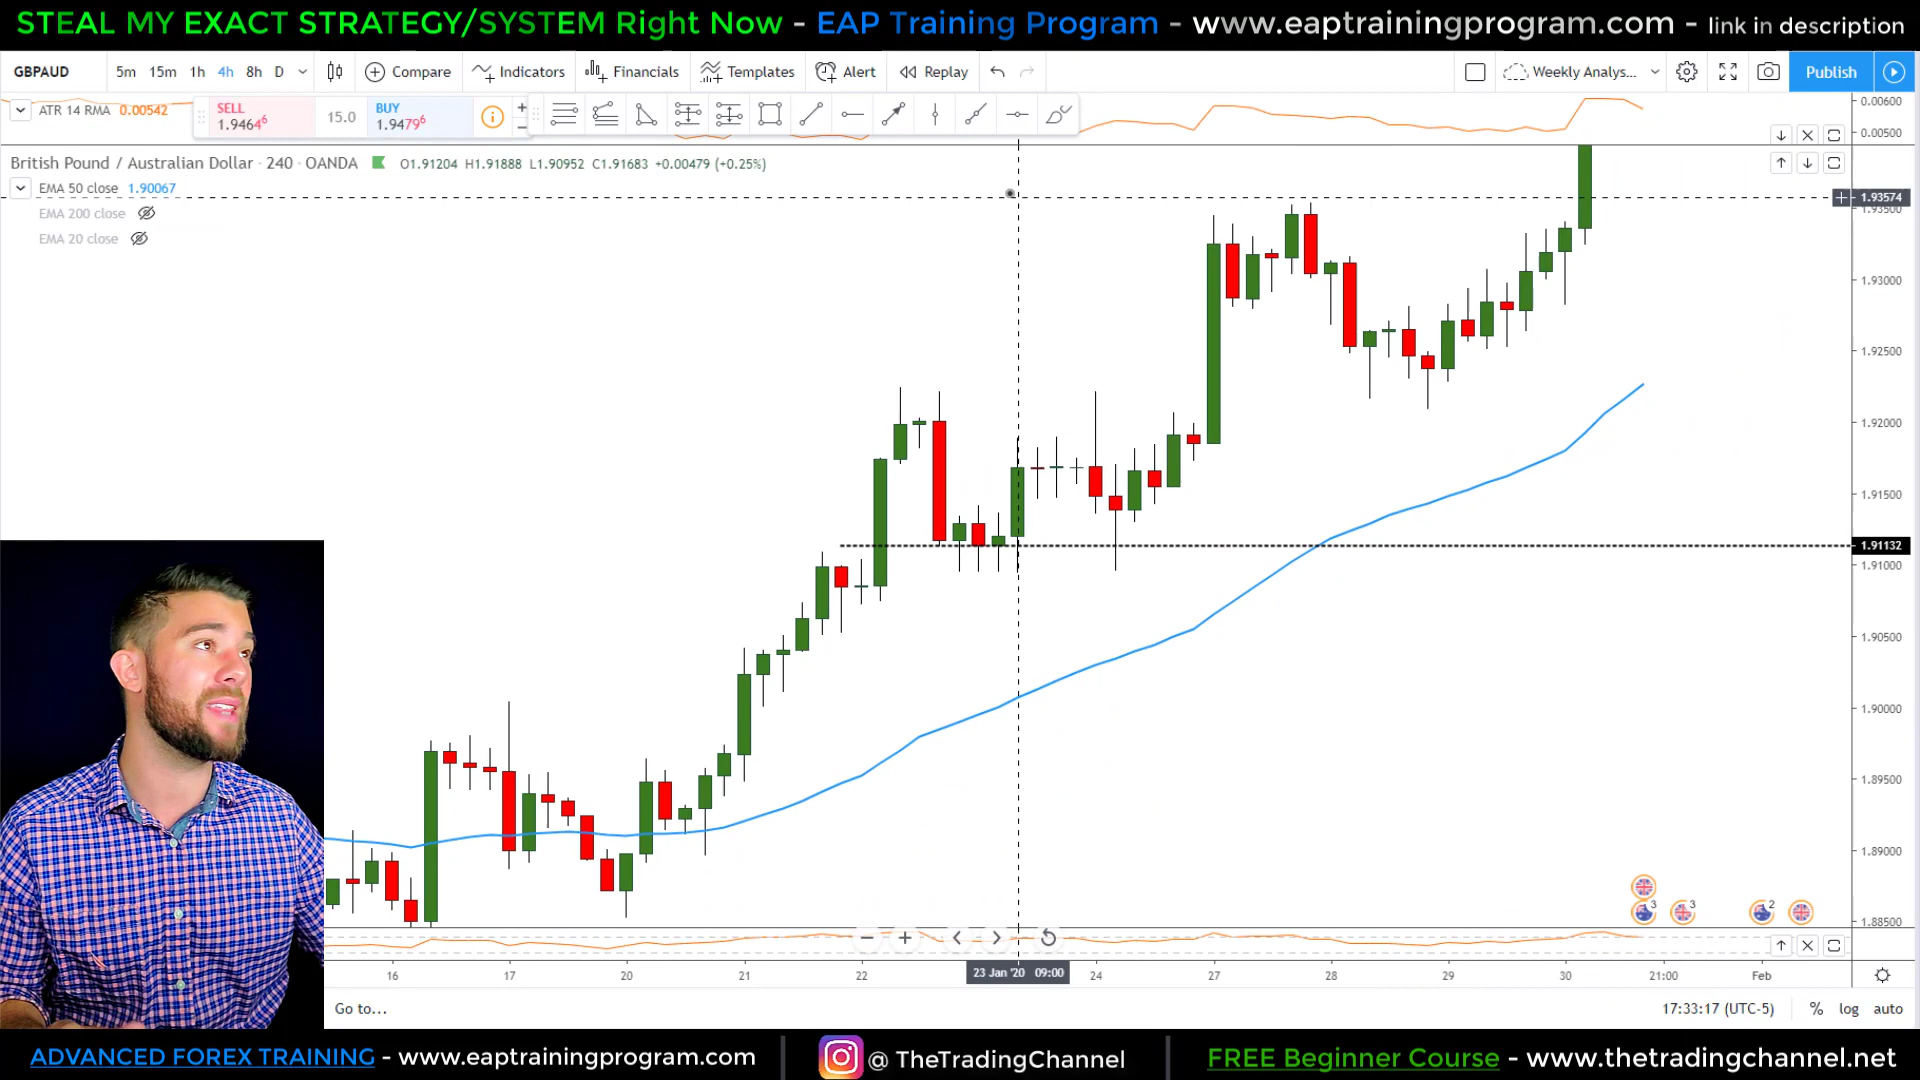 STEAL MY EXACT STRATEGY/SYSTEM Right Now - EAP Training Program - www.eaptrainingprogram.com - link in description
GBPAUD 5m 15m 1h 4h 8h D Compare Indicators Financials Templates Alert Replay Weekly Analys... Publish
ATR 14 RMA 0.00542
SELL 1.94646 15.0 BUY 1.94796
0.00600
0.00500
British Pound / Australian Dollar · 240 · OANDA O1.91204 H1.91888 L1.90952 C1.91683 +0.00479 (+0.25%)
EMA 50 close 1.90067
EMA 200 close
EMA 20 close
1.93574
1.93500
1.93000
1.92500
1.92000
1.91500
1.91132
1.91000
1.90500
1.90000
1.89500
1.89000
1.88500
3 3 2
16 17 20 21 22 23 Jan '20 09:00 24 27 28 29 30 21:00 Feb
Go to... 17:33:17 (UTC-5) % log auto
ADVANCED FOREX TRAINING - www.eaptrainingprogram.com @ TheTradingChannel FREE Beginner Course - www.thetradingchannel.net